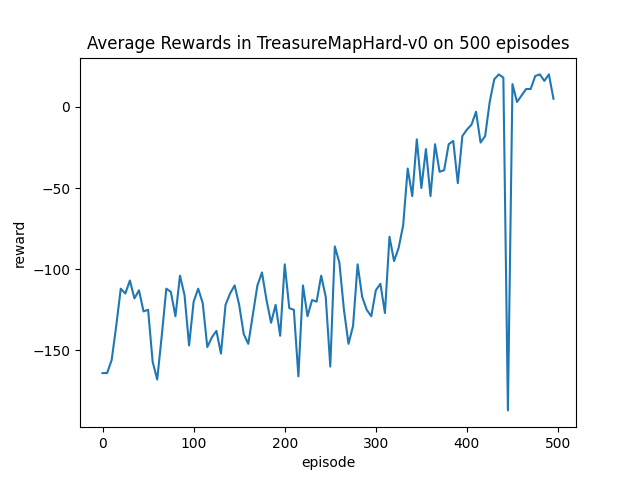 Average Rewards in TreasureMapHard-v0 on 500 episodes
0
−50
−100
−150
reward
0 100 200 300 400 500
episode